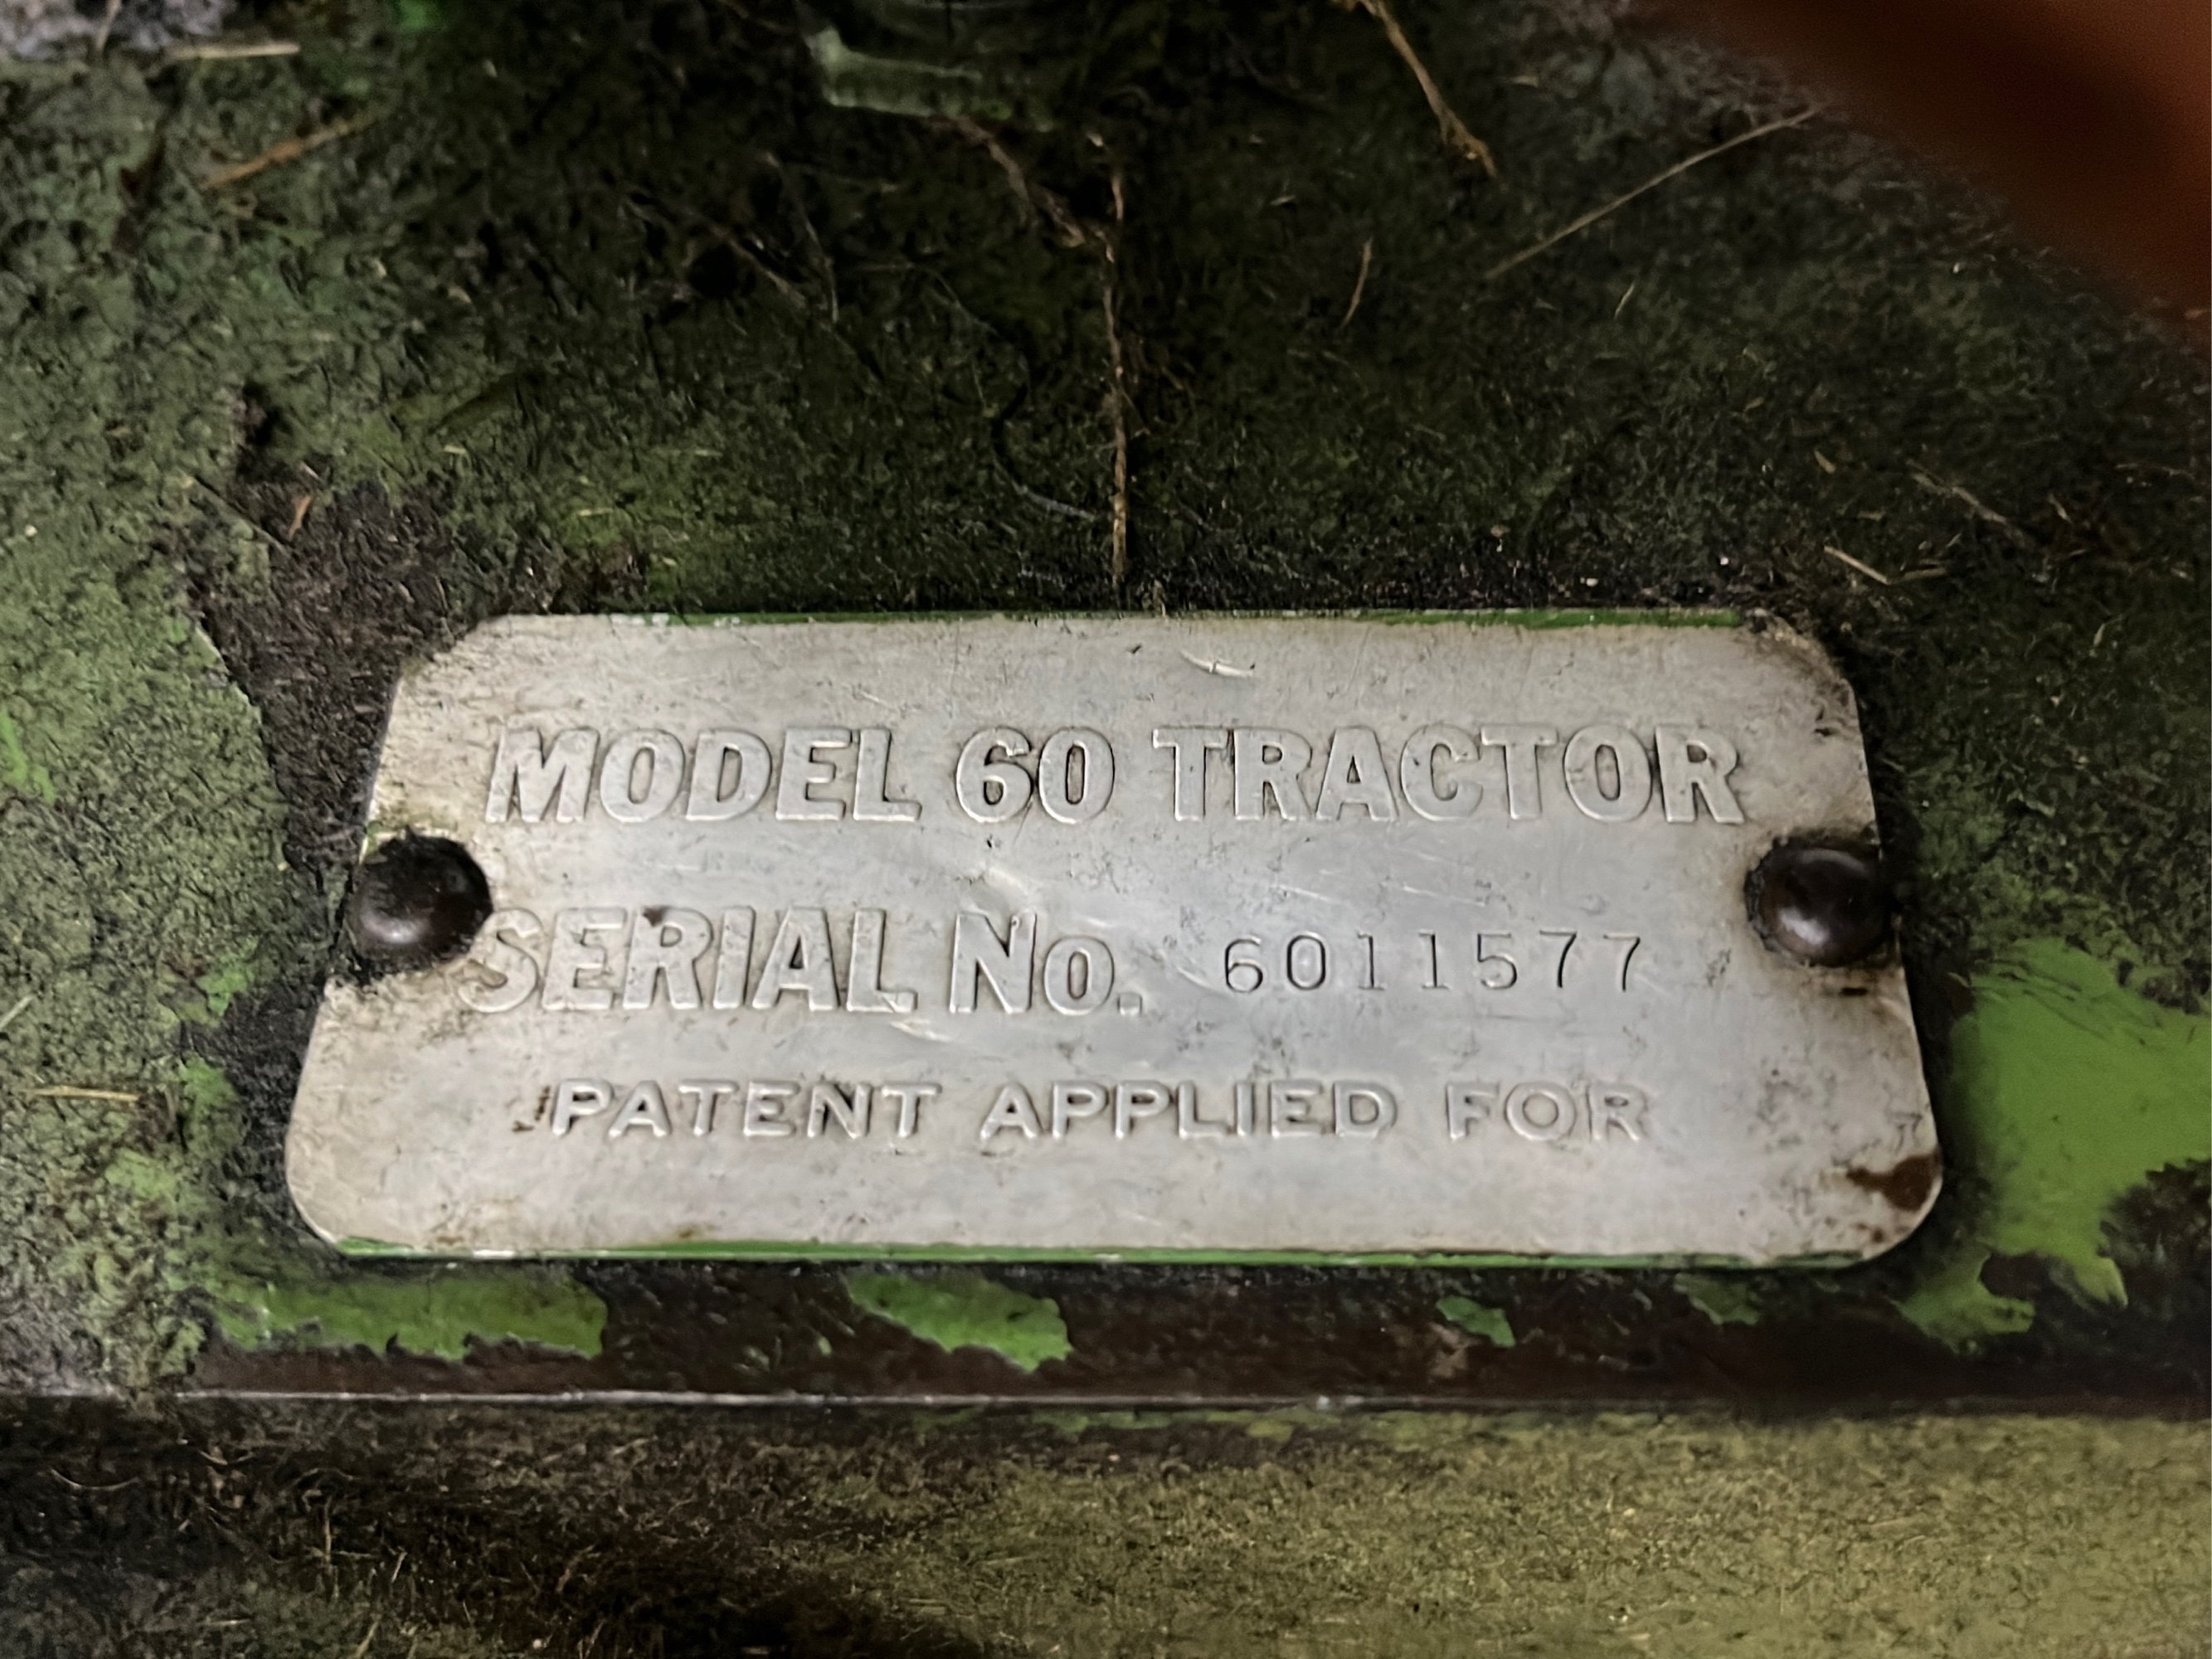 MODEL 60 TRACTOR
SERIAL No. 6011577
PATENT APPLIED FOR